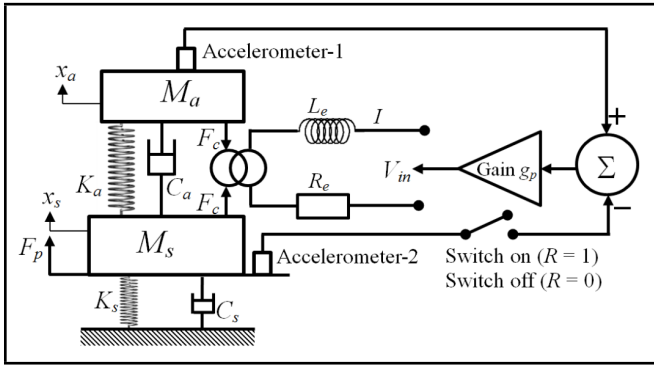 Accelerometer-1
x_a
M_a
L_e
I
+
F_c
K_a
C_a
V_in
Gain g_p
Σ
R_e
F_c
x_s
−
F_p
M_s
Accelerometer-2
Switch on (R = 1)
Switch off (R = 0)
K_s
C_s